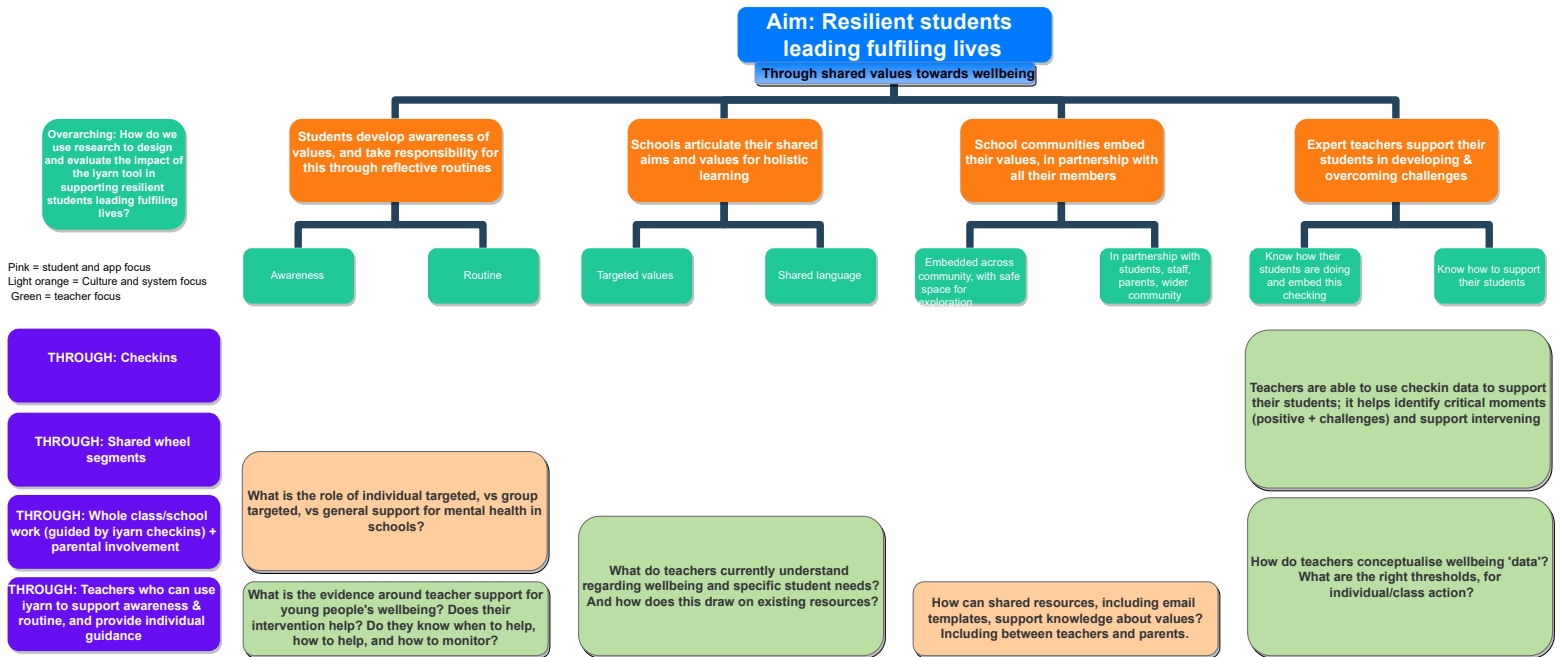 Aim: Resilient students
leading fulfiling lives
Through shared values towards wellbeing
Overarching: How do we
use research to design
and evaluate the impact of
the iyarn tool in
supporting resilient
students leading fulfiling
lives?
Students develop awareness of
values, and take responsibility for
this through reflective routines
Schools articulate their shared
aims and values for holistic
learning
School communities embed
their values, in partnership with
all their members
Expert teachers support their
students in developing &
overcoming challenges
Pink = student and app focus
Light orange = Culture and system focus
Green = teacher focus
Awareness
Routine
Targeted values
Shared language
Embedded across
community, with safe
space for
exploration
In partnership with
students, staff,
parents, wider
community
Know how their
students are doing
and embed this
checking
Know how to support
their students
THROUGH: Checkins
THROUGH: Shared wheel
segments
THROUGH: Whole class/school
work (guided by iyarn checkins) +
parental involvement
THROUGH: Teachers who can use
iyarn to support awareness &
routine, and provide individual
guidance
What is the role of individual targeted, vs group
targeted, vs general support for mental health in
schools?
What is the evidence around teacher support for
young people's wellbeing? Does their
intervention help? Do they know when to help,
how to help, and how to monitor?
What do teachers currently understand
regarding wellbeing and specific student needs?
And how does this draw on existing resources?
How can shared resources, including email
templates, support knowledge about values?
Including between teachers and parents.
Teachers are able to use checkin data to support
their students; it helps identify critical moments
(positive + challenges) and support intervening
How do teachers conceptualise wellbeing 'data'?
What are the right thresholds, for
individual/class action?